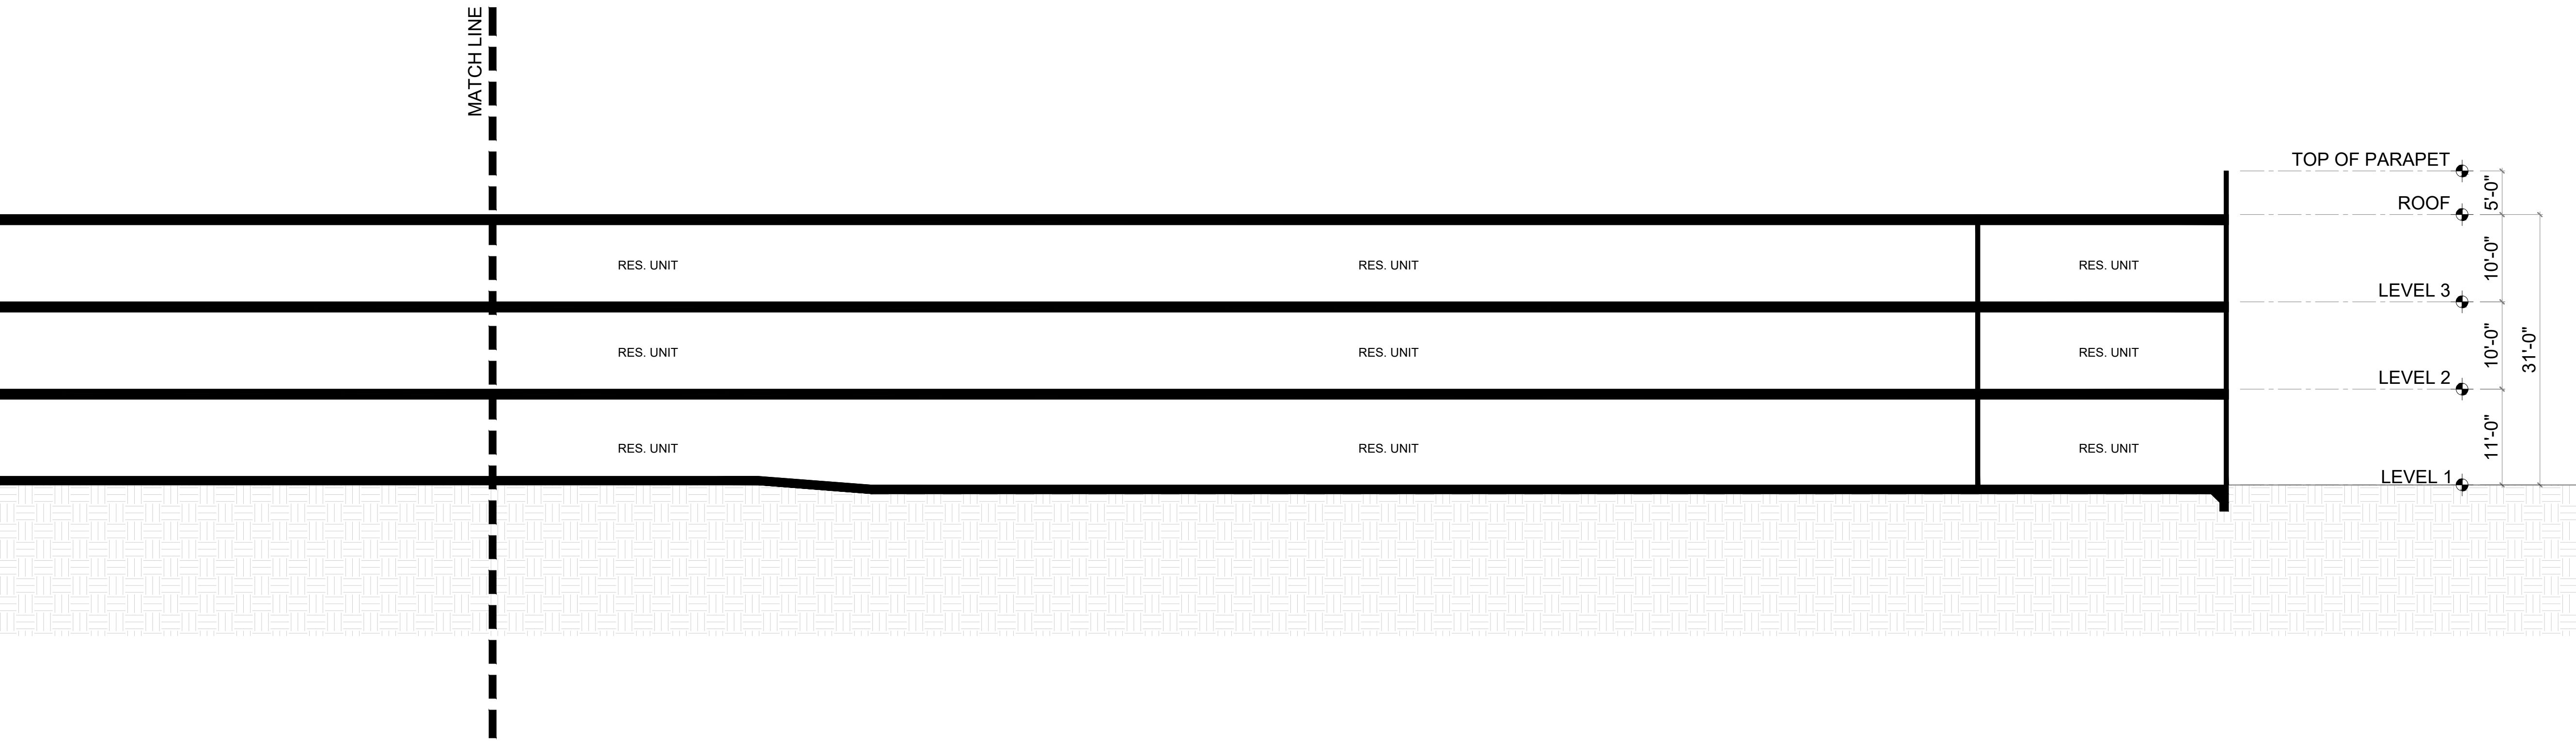 MATCH LINE
TOP OF PARAPET
5'-0"
ROOF
RES. UNIT RES. UNIT RES. UNIT
10'-0"
LEVEL 3
RES. UNIT RES. UNIT RES. UNIT
10'-0"
31'-0"
LEVEL 2
RES. UNIT RES. UNIT RES. UNIT
11'-0"
LEVEL 1